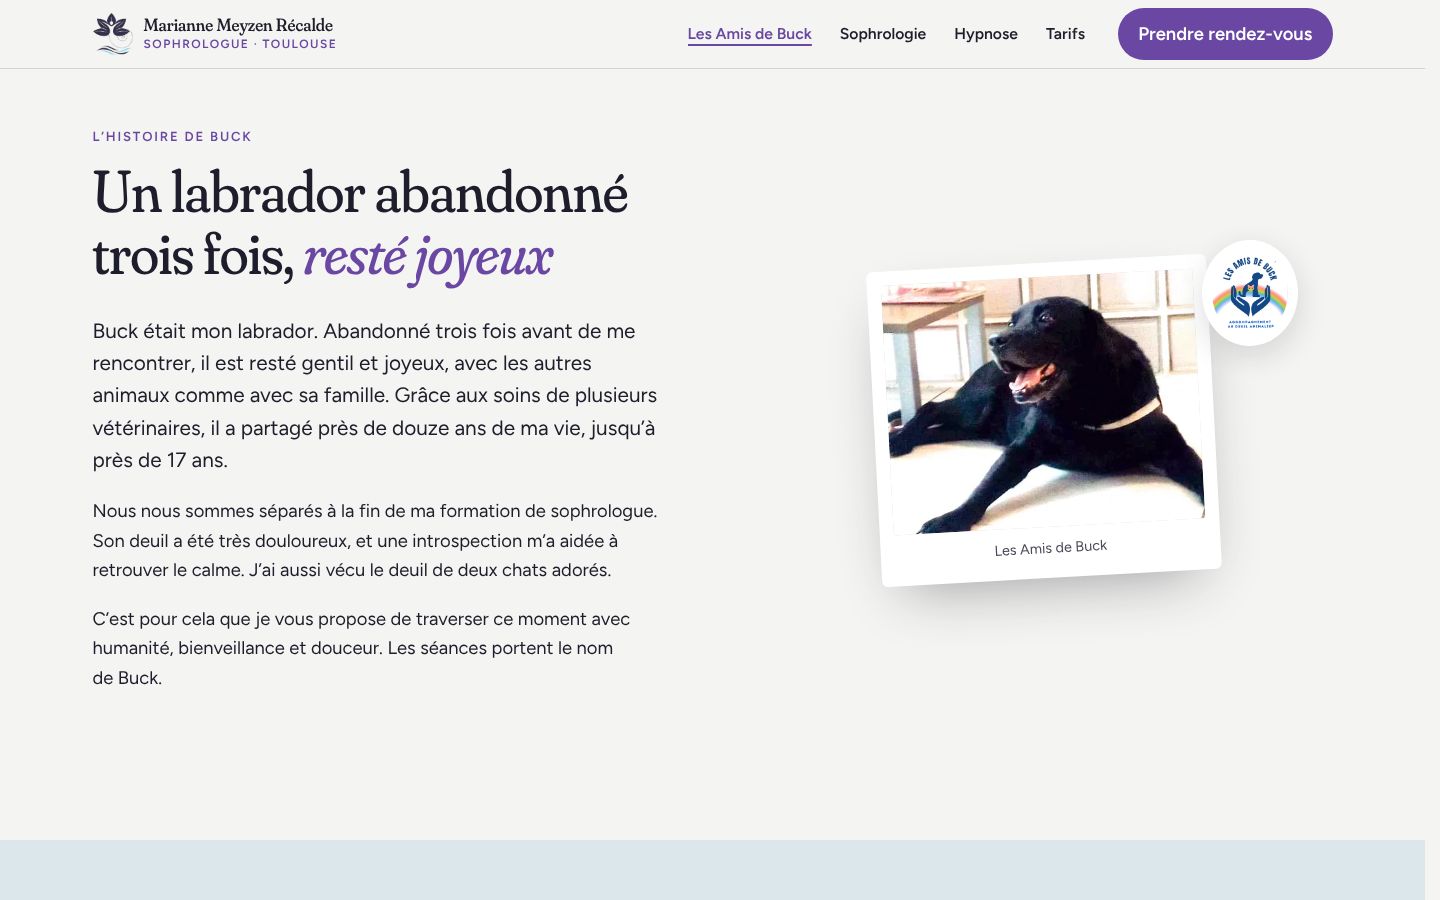 Marianne Meyzen Récalde
SOPHROLOGUE · TOULOUSE
Les Amis de Buck
Sophrologie
Hypnose
Tarifs
Prendre rendez-vous
L’HISTOIRE DE BUCK
Un labrador abandonné
trois fois, resté joyeux
Buck était mon labrador. Abandonné trois fois avant de me
rencontrer, il est resté gentil et joyeux, avec les autres
animaux comme avec sa famille. Grâce aux soins de plusieurs
vétérinaires, il a partagé près de douze ans de ma vie, jusqu’à
près de 17 ans.
Nous nous sommes séparés à la fin de ma formation de sophrologue.
Son deuil a été très douloureux, et une introspection m’a aidée à
retrouver le calme. J’ai aussi vécu le deuil de deux chats adorés.
C’est pour cela que je vous propose de traverser ce moment avec
humanité, bienveillance et douceur. Les séances portent le nom
de Buck.
LES AMIS DE BUCK
ACCOMPAGNEMENT
AU DEUIL ANIMALIER
Les Amis de Buck